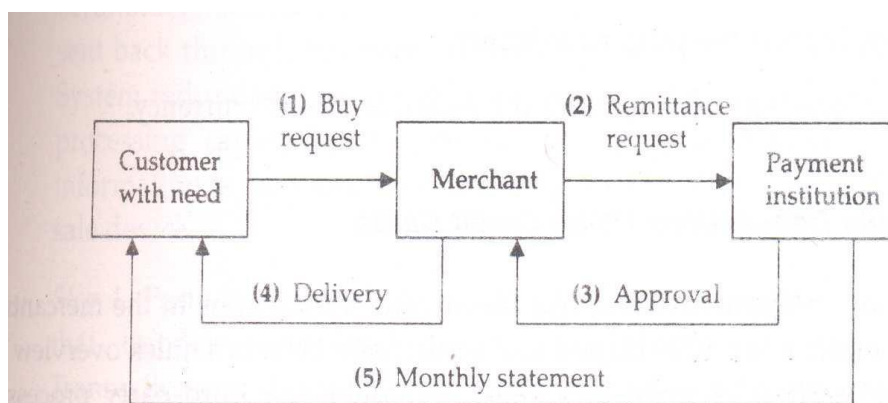 (1) Buy
request
(2) Remittance
request
Customer
with need
Merchant
Payment
institution
(4) Delivery
(3) Approval
(5) Monthly statement